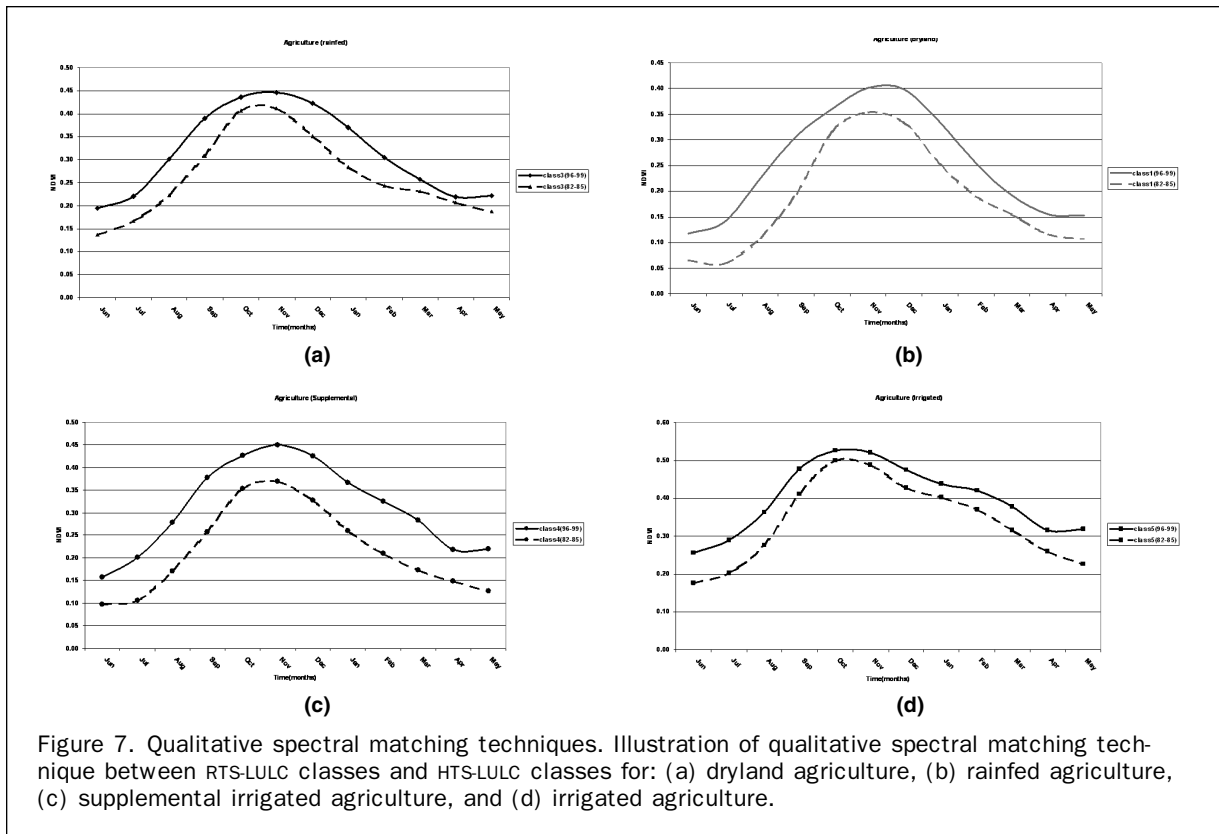 Agriculture (rainfed)
0.50
0.45
0.40
0.35
0.30
0.25
0.20
0.15
0.10
0.05
0.00
NDVI
Jun Jul Aug Sep Oct Nov Dec Jan Feb Mar Apr May
Time(months)
class3(96-99)
class3(82-85)
(a)
Agriculture (dryland)
0.45
0.40
0.35
0.30
0.25
0.20
0.15
0.10
0.05
0.00
NDVI
Jun Jul Aug Sep Oct Nov Dec Jan Feb Mar Apr May
Time(months)
class1(96-99)
class1(82-85)
(b)
Agriculture (Supplemental)
0.50
0.45
0.40
0.35
0.30
0.25
0.20
0.15
0.10
0.05
0.00
NDVI
Jun Jul Aug Sep Oct Nov Dec Jan Feb Mar Apr May
Time(months)
class4(96-99)
class4(82-85)
(c)
Agriculture (Irrigated)
0.60
0.50
0.40
0.30
0.20
0.10
0.00
NDVI
Jun Jul Aug Sep Oct Nov Dec Jan Feb Mar Apr May
Time(months)
class5(96-99)
class5(82-85)
(d)
Figure 7. Qualitative spectral matching techniques. Illustration of qualitative spectral matching tech-
nique between RTS-LULC classes and HTS-LULC classes for: (a) dryland agriculture, (b) rainfed agriculture,
(c) supplemental irrigated agriculture, and (d) irrigated agriculture.